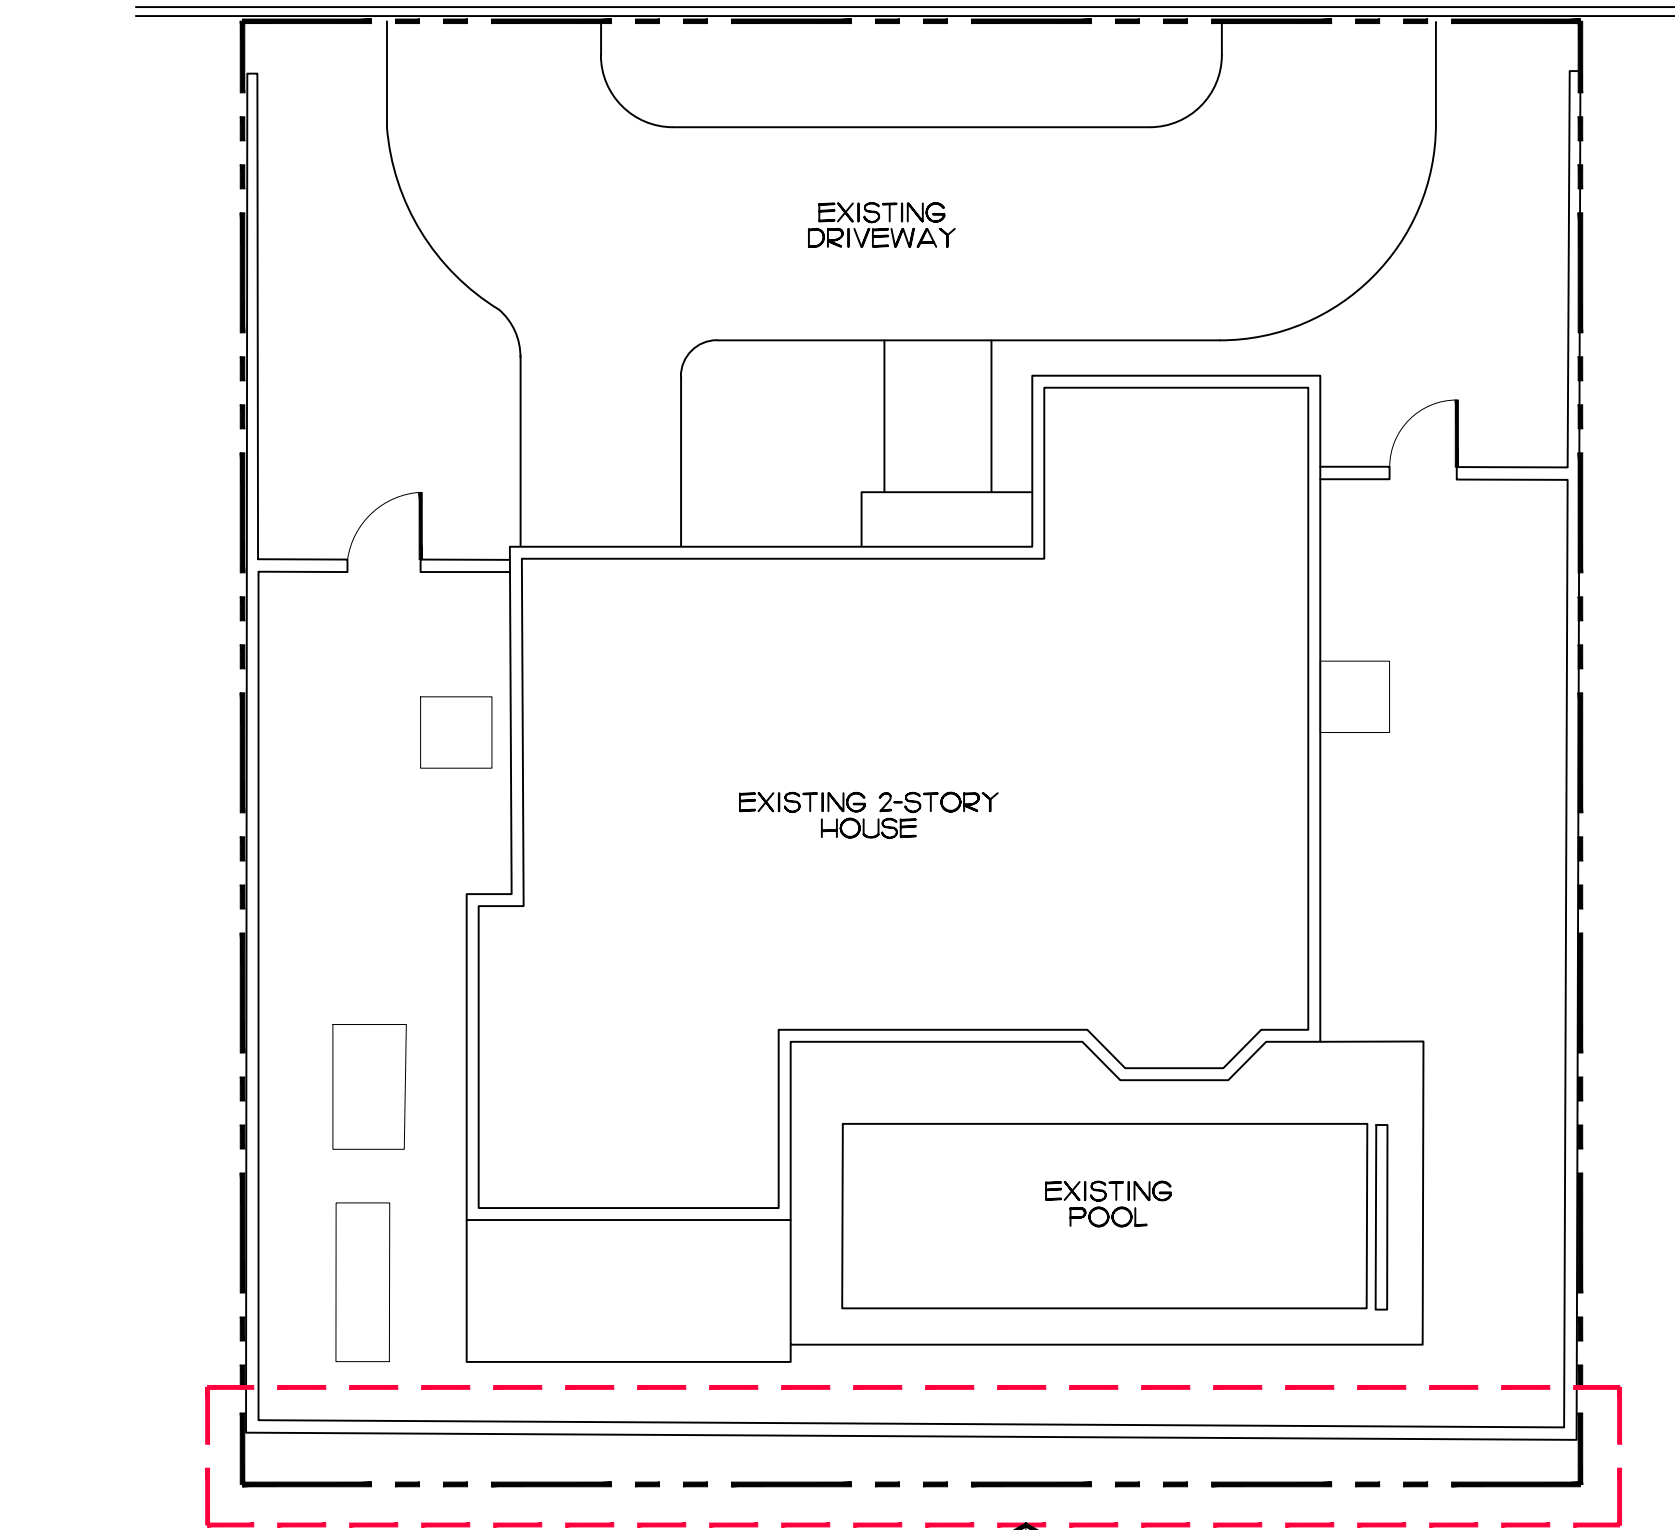 EXISTING
DRIVEWAY
EXISTING 2-STORY
HOUSE
EXISTING
POOL